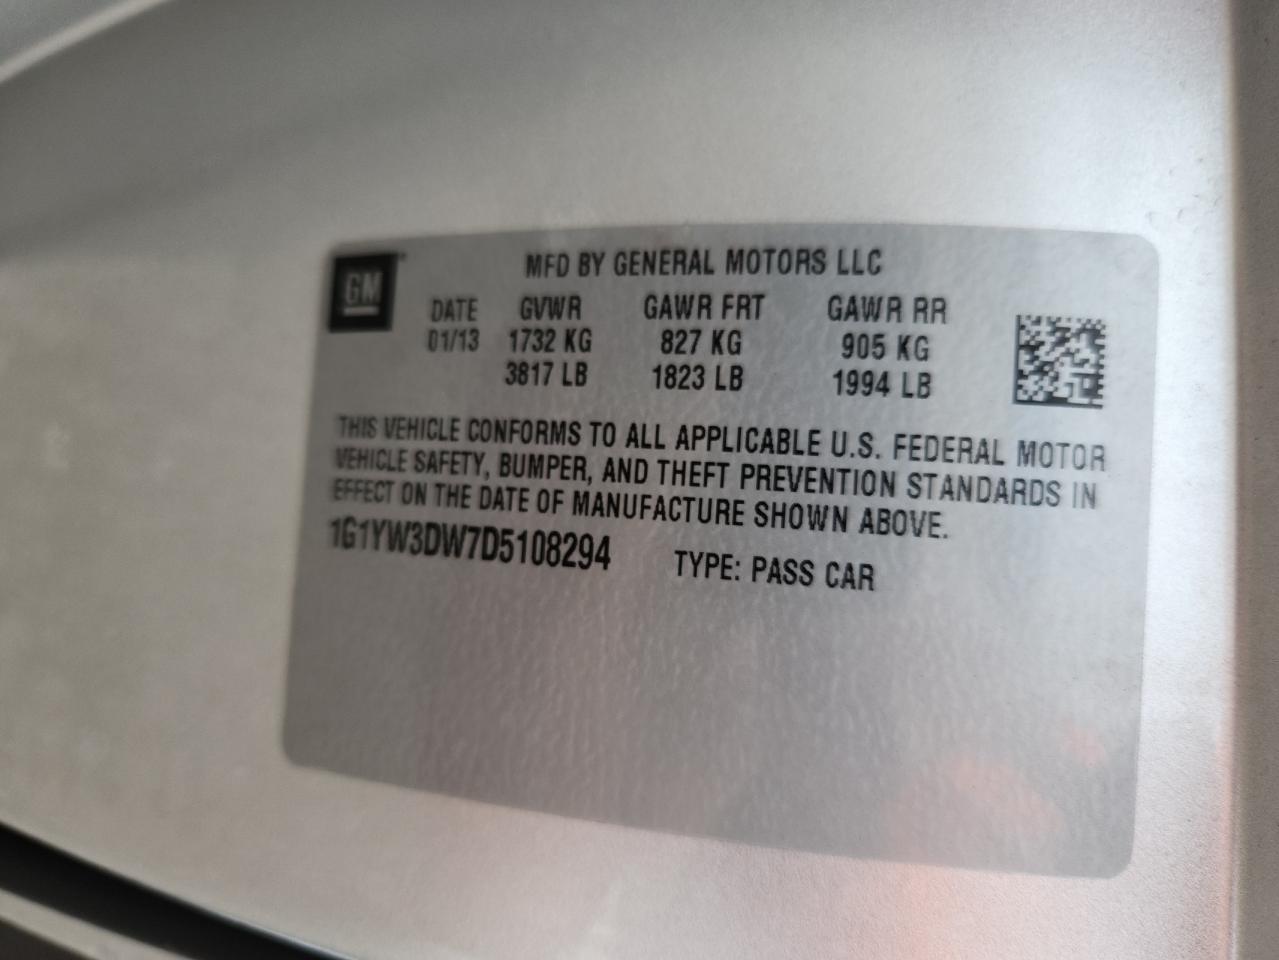 GM
MFD BY GENERAL MOTORS LLC
DATE GVWR GAWR FRT GAWR RR
01/13 1732 KG 827 KG 905 KG
3817 LB 1823 LB 1994 LB
THIS VEHICLE CONFORMS TO ALL APPLICABLE U.S. FEDERAL MOTOR
VEHICLE SAFETY, BUMPER, AND THEFT PREVENTION STANDARDS IN
EFFECT ON THE DATE OF MANUFACTURE SHOWN ABOVE.
1G1YW3DW7D5108294 TYPE: PASS CAR